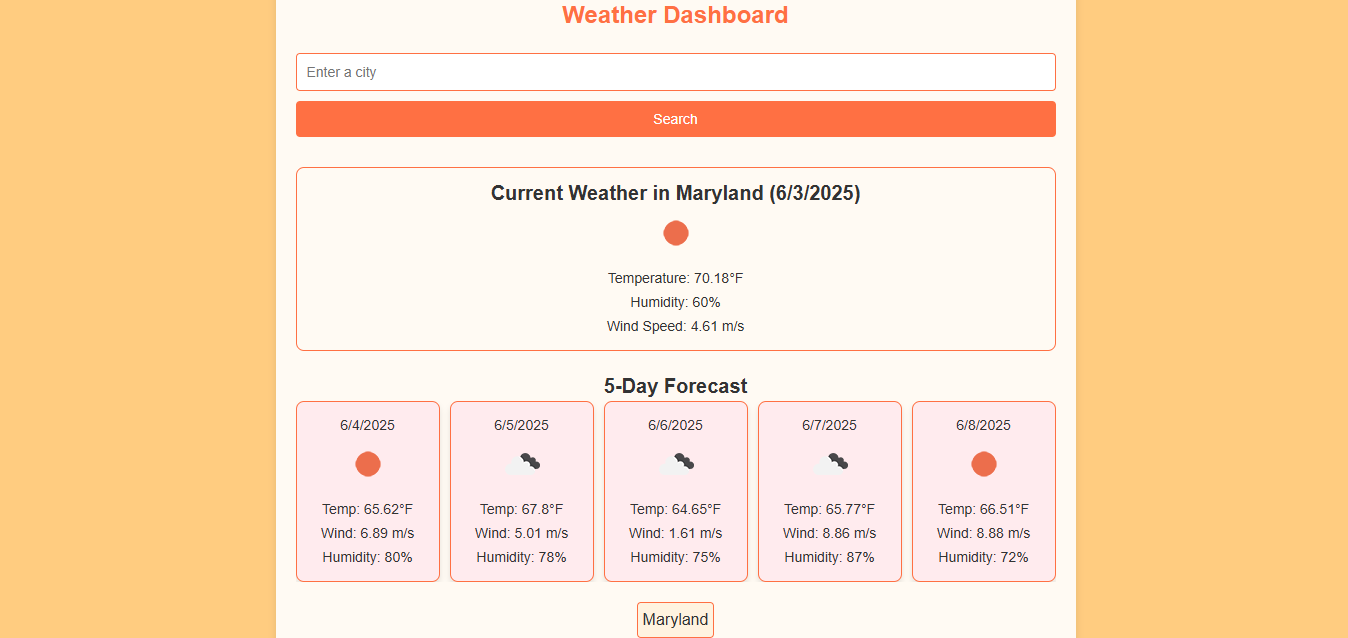 Weather Dashboard
Enter a city
Search
Current Weather in Maryland (6/3/2025)
Temperature: 70.18°F
Humidity: 60%
Wind Speed: 4.61 m/s
5-Day Forecast
6/4/2025
Temp: 65.62°F
Wind: 6.89 m/s
Humidity: 80%
6/5/2025
Temp: 67.8°F
Wind: 5.01 m/s
Humidity: 78%
6/6/2025
Temp: 64.65°F
Wind: 1.61 m/s
Humidity: 75%
6/7/2025
Temp: 65.77°F
Wind: 8.86 m/s
Humidity: 87%
6/8/2025
Temp: 66.51°F
Wind: 8.88 m/s
Humidity: 72%
Maryland